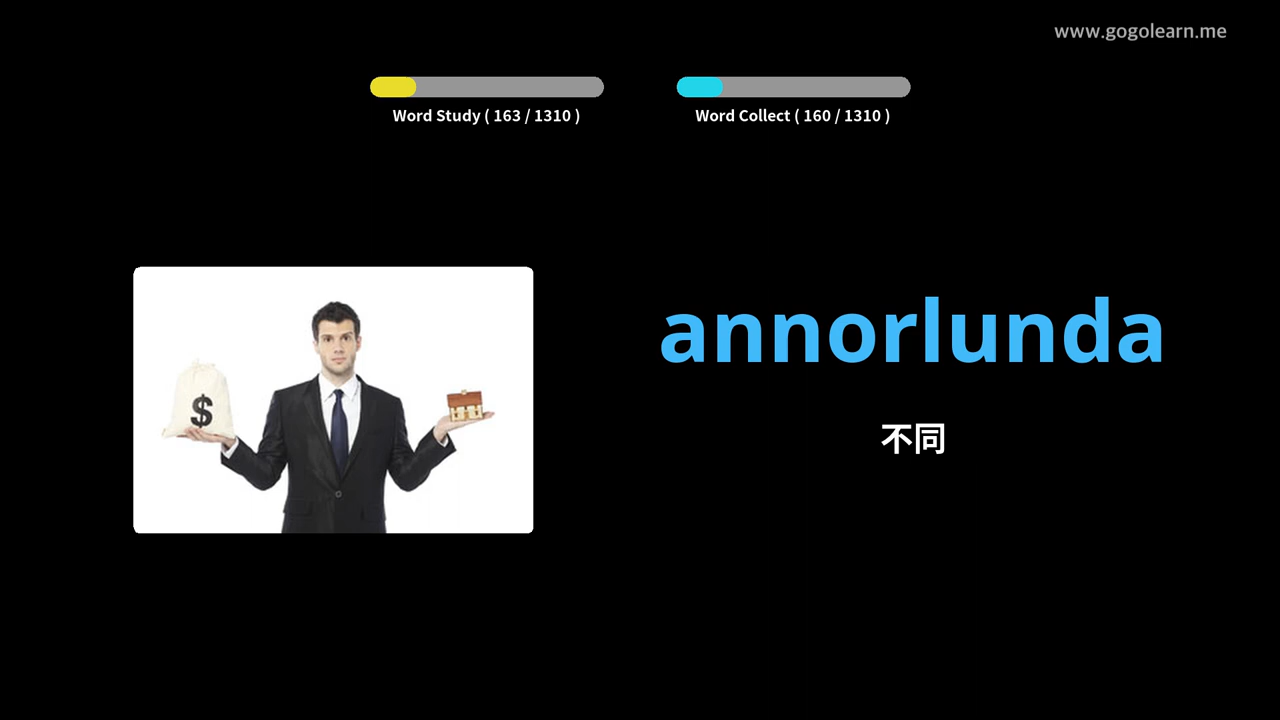 www.gogolearn.me
Word Study ( 163 / 1310 )
Word Collect ( 160 / 1310 )
$
annorlunda
不同